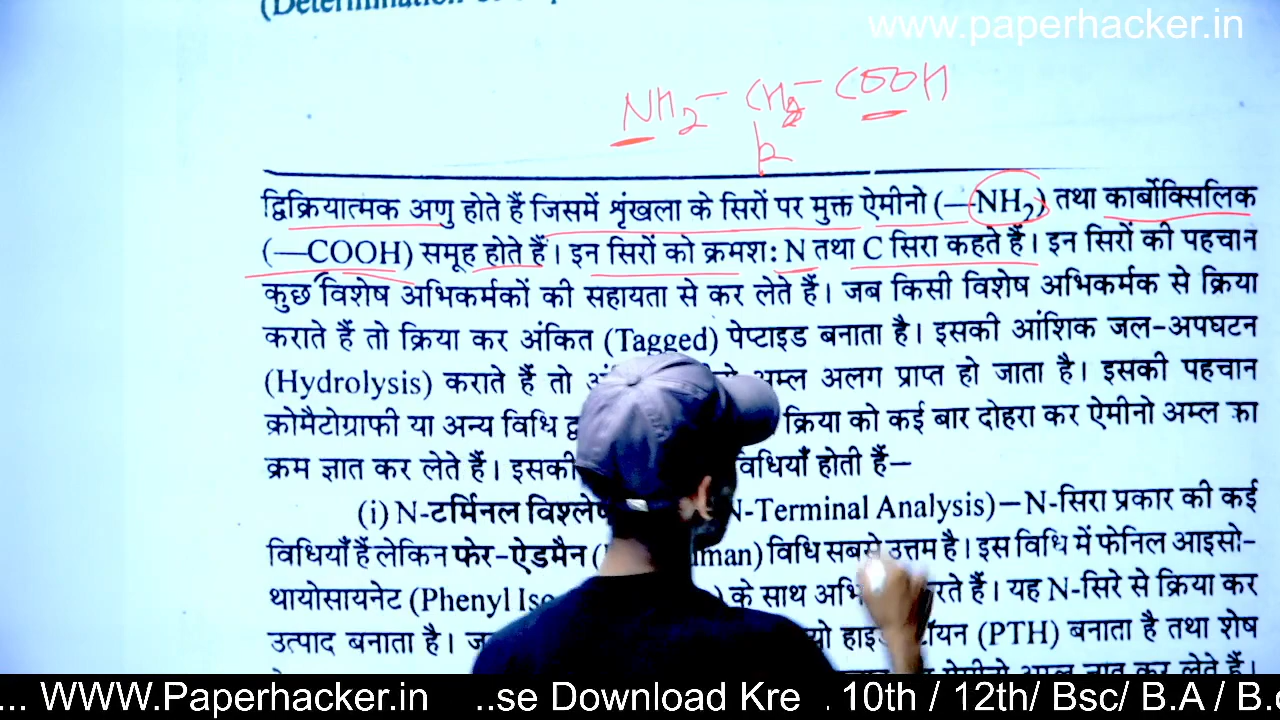 (Determination
www.paperhacker.in
NH2 - CH2 - COOH
R
द्विक्रियात्मक अणु होते हैं जिसमें शृंखला के सिरों पर मुक्त ऐमीनो (—NH2) तथा कार्बोक्सिलिक
(—COOH) समूह होते हैं। इन सिरों को क्रमश: N तथा C सिरा कहते हैं। इन सिरों की पहचान
कुछ विशेष अभिकर्मकों की सहायता से कर लेते हैं। जब किसी विशेष अभिकर्मक से क्रिया
कराते हैं तो क्रिया कर अंकित (Tagged) पेप्टाइड बनाता है। इसकी आंशिक जल-अपघटन
(Hydrolysis) कराते हैं तो अम्ल अलग प्राप्त हो जाता है। इसकी पहचान
क्रोमैटोग्राफी या अन्य विधि क्रिया को कई बार दोहरा कर ऐमीनो अम्ल का
क्रम ज्ञात कर लेते हैं। इसकी विधियाँ होती हैं—
(i) N-टर्मिनल N-Terminal Analysis)—N-सिरा प्रकार की कई
विधियाँ हैं लेकिन फेर-ऐडमैन विधि सबसे उत्तम है। इस विधि में फेनिल आइसो-
थायोसायनेट (Phenyl के साथ करते हैं। यह N-सिरे से क्रिया कर
उत्पाद बनाता है। (PTH) बनाता है तथा शेष
ऐमीनो अम्ल ज्ञात कर लेते हैं।
... WWW.Paperhacker.in ..se Download Kre . 10th / 12th/ Bsc/ B.A / B.